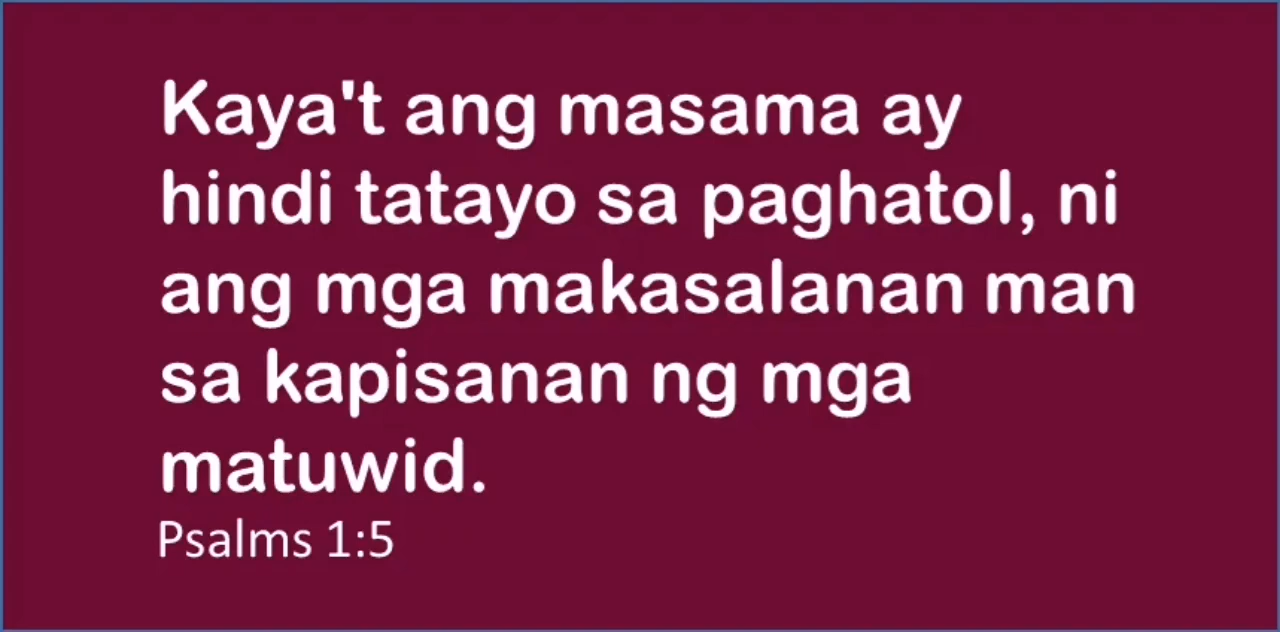 Kaya't ang masama ay
hindi tatayo sa paghatol, ni
ang mga makasalanan man
sa kapisanan ng mga
matuwid.
Psalms 1:5